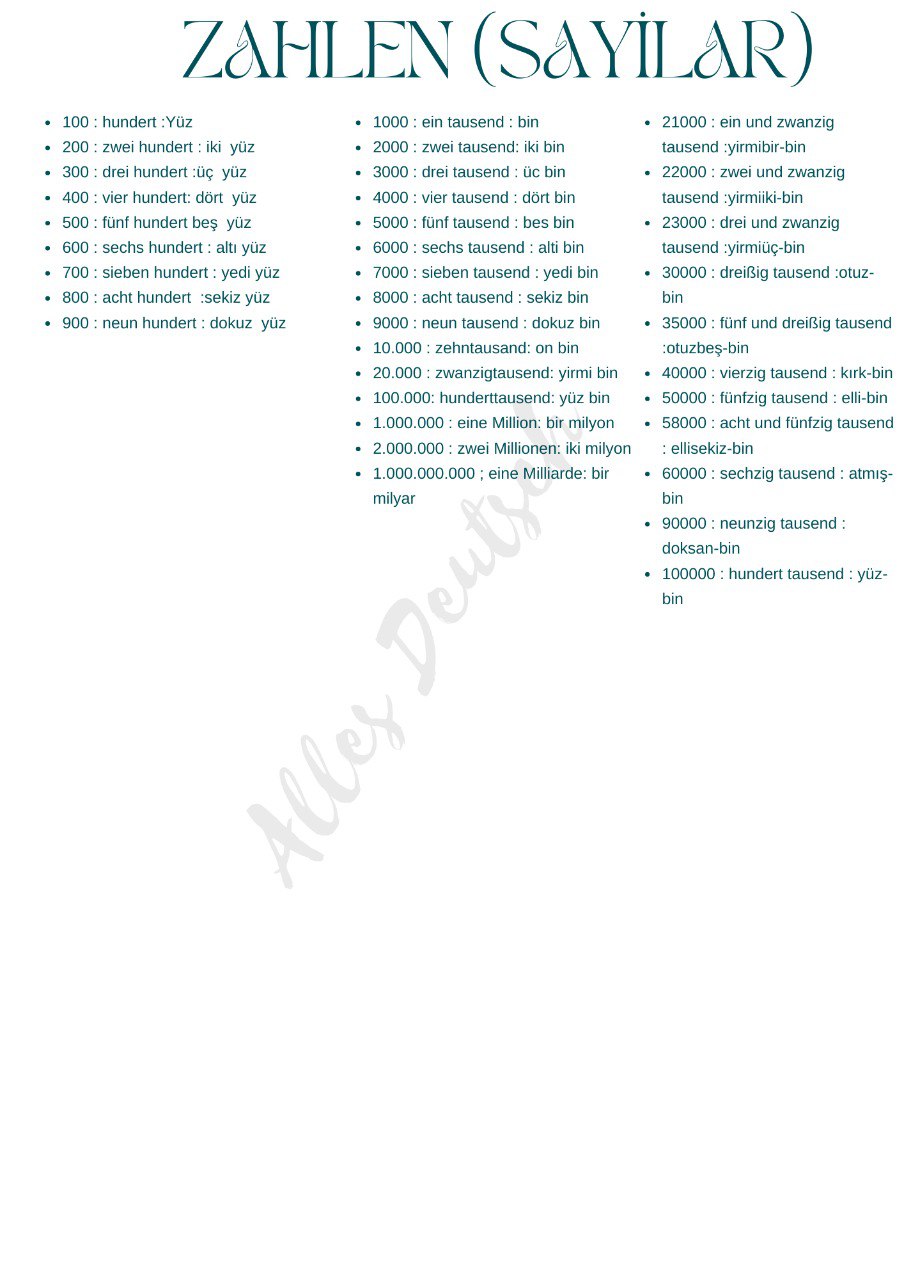 ZAHLEN (SAYİLAR)
100 : hundert :Yüz
200 : zwei hundert : iki  yüz
300 : drei hundert :üç  yüz
400 : vier hundert: dört  yüz
500 : fünf hundert beş  yüz
600 : sechs hundert : altı yüz
700 : sieben hundert : yedi yüz
800 : acht hundert  :sekiz yüz
900 : neun hundert : dokuz  yüz
1000 : ein tausend : bin
2000 : zwei tausend: iki bin
3000 : drei tausend : üc bin
4000 : vier tausend : dört bin
5000 : fünf tausend : bes bin
6000 : sechs tausend : alti bin
7000 : sieben tausend : yedi bin
8000 : acht tausend : sekiz bin
9000 : neun tausend : dokuz bin
10.000 : zehntausand: on bin
20.000 : zwanzigtausend: yirmi bin
100.000: hunderttausend: yüz bin
1.000.000 : eine Million: bir milyon
2.000.000 : zwei Millionen: iki milyon
1.000.000.000 ; eine Milliarde: bir
milyar
21000 : ein und zwanzig
tausend :yirmibir-bin
22000 : zwei und zwanzig
tausend :yirmiiki-bin
23000 : drei und zwanzig
tausend :yirmiüç-bin
30000 : dreißig tausend :otuz-
bin
35000 : fünf und dreißig tausend
:otuzbeş-bin
40000 : vierzig tausend : kırk-bin
50000 : fünfzig tausend : elli-bin
58000 : acht und fünfzig tausend
: ellisekiz-bin
60000 : sechzig tausend : atmış-
bin
90000 : neunzig tausend :
doksan-bin
100000 : hundert tausend : yüz-
bin
Alles Deutsch